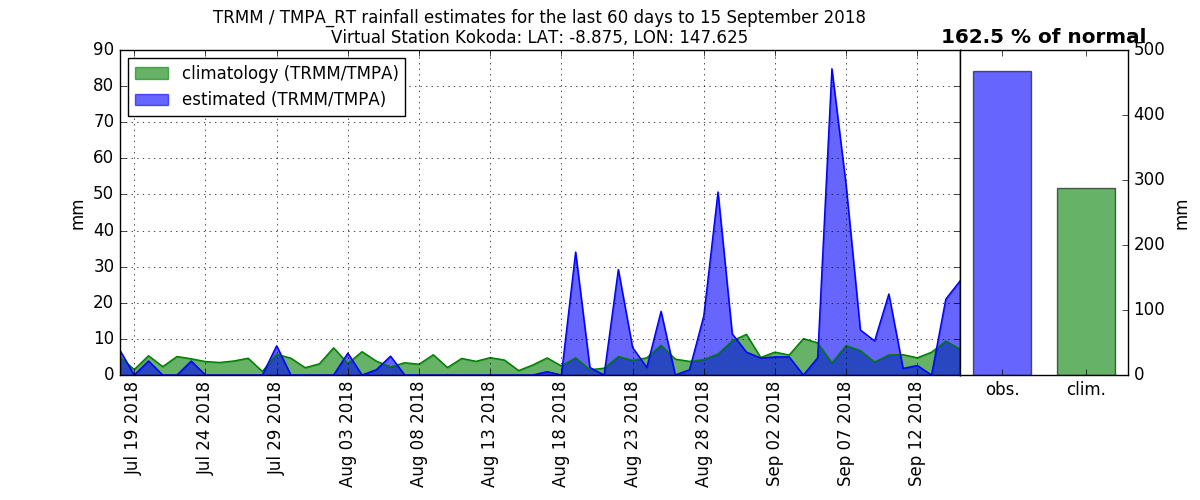 TRMM / TMPA_RT rainfall estimates for the last 60 days to 15 September 2018
Virtual Station Kokoda: LAT: -8.875, LON: 147.625
162.5 % of normal
climatology (TRMM/TMPA)
estimated (TRMM/TMPA)
90
80
70
60
50
40
30
20
10
0
mm
500
400
300
200
100
0
mm
Jul 19 2018
Jul 24 2018
Jul 29 2018
Aug 03 2018
Aug 08 2018
Aug 13 2018
Aug 18 2018
Aug 23 2018
Aug 28 2018
Sep 02 2018
Sep 07 2018
Sep 12 2018
obs.
clim.